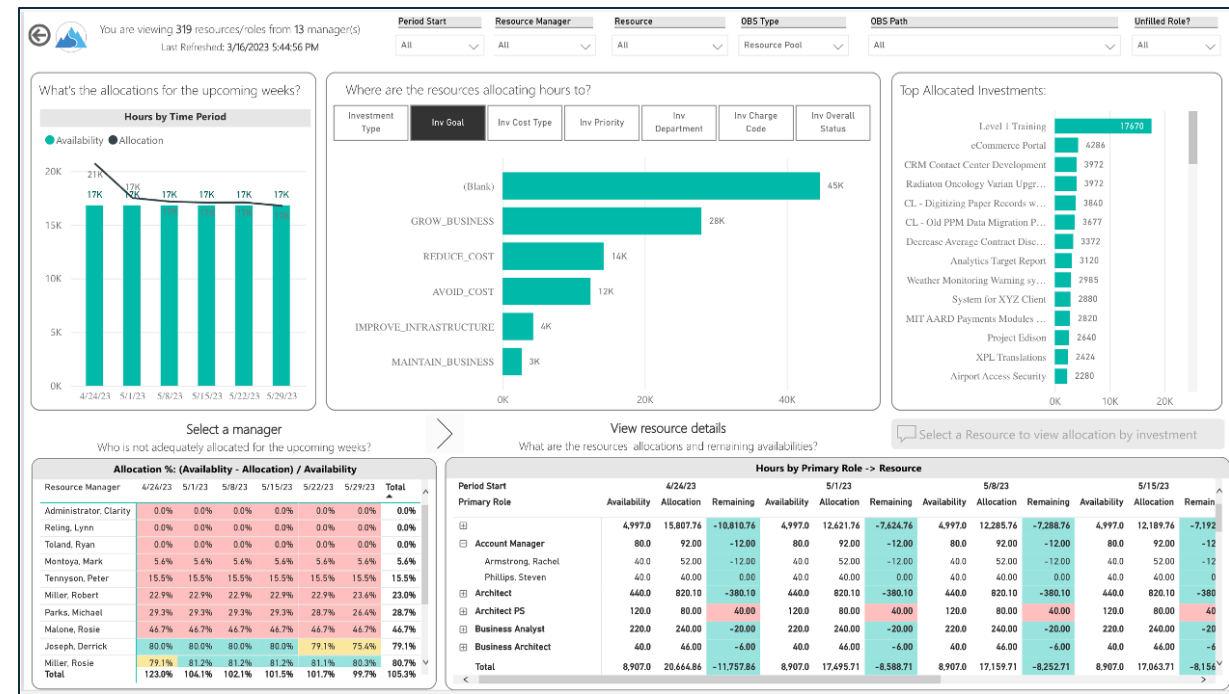 You are viewing 319 resources/roles from 13 manager(s)
Last Refreshed: 3/16/2023 5:44:56 PM
Period Start
All
Resource Manager
All
Resource
All
OBS Type
Resource Pool
OBS Path
All
Unfilled Role?
All
What's the allocations for the upcoming weeks?
Hours by Time Period
Availability Allocation
20K
15K
10K
5K
0K
21K
17K
17K 17K 17K 17K 17K 17K
4/24/23 5/1/23 5/8/23 5/15/23 5/22/23 5/29/23
Where are the resources allocating hours to?
Investment Type
Inv Goal
Inv Cost Type
Inv Priority
Inv Department
Inv Charge Code
Inv Overall Status
(Blank) 45K
GROW_BUSINESS 28K
REDUCE_COST 14K
AVOID_COST 12K
IMPROVE_INFRASTRUCTURE 4K
MAINTAIN_BUSINESS 3K
0K 20K 40K
Top Allocated Investments:
Level 1 Training 17670
eCommerce Portal 4286
CRM Contact Center Development 3972
Radiaton Oncology Varian Upgr... 3972
CL - Digitizing Paper Records w... 3840
CL - Old PPM Data Migration P... 3677
Decrease Average Contract Disc... 3372
Analytics Target Report 3120
Weather Monitoring Warning sy... 2985
System for XYZ Client 2880
MIT AARD Payments Modules ... 2820
Project Edison 2640
XPL Translations 2424
Airport Access Security 2280
0K 10K 20K
Select a manager
Who is not adequately allocated for the upcoming weeks?
View resource details
What are the resources allocations and remaining availabilities?
Select a Resource to view allocation by investment
Allocation %: (Availablity - Allocation) / Availability
Resource Manager 4/24/23 5/1/23 5/8/23 5/15/23 5/22/23 5/29/23 Total
Administrator, Clarity 0.0% 0.0% 0.0% 0.0% 0.0% 0.0% 0.0%
Reling, Lynn 0.0% 0.0% 0.0% 0.0% 0.0% 0.0% 0.0%
Toland, Ryan 0.0% 0.0% 0.0% 0.0% 0.0% 0.0% 0.0%
Montoya, Mark 5.6% 5.6% 5.6% 5.6% 5.6% 5.6% 5.6%
Tennyson, Peter 15.5% 15.5% 15.5% 15.5% 15.5% 15.5% 15.5%
Miller, Robert 22.9% 22.9% 22.9% 22.9% 22.9% 23.6% 23.0%
Parks, Michael 29.3% 29.3% 29.3% 29.3% 28.7% 26.4% 28.7%
Malone, Rosie 46.7% 46.7% 46.7% 46.7% 46.7% 46.7% 46.7%
Joseph, Derrick 80.0% 80.0% 80.0% 80.0% 79.1% 75.4% 79.1%
Miller, Rosie 79.1% 81.2% 81.2% 81.2% 81.1% 80.3% 80.7%
Total 123.0% 104.1% 102.1% 101.5% 101.7% 99.7% 105.3%
Hours by Primary Role -> Resource
Period Start 4/24/23 5/1/23 5/8/23 5/15/23
Primary Role Availability Allocation Remaining Availability Allocation Remaining Availability Allocation Remaining Availability Allocation Remain
4,997.0 15,807.76 -10,810.76 4,997.0 12,621.76 -7,624.76 4,997.0 12,285.76 -7,288.76 4,997.0 12,189.76 -7,192
Account Manager 80.0 92.00 -12.00 80.0 92.00 -12.00 80.0 92.00 -12.00 80.0 92.00 -12
Armstrong, Rachel 40.0 52.00 -12.00 40.0 52.00 -12.00 40.0 52.00 -12.00 40.0 52.00 -12
Phillips, Steven 40.0 40.00 0.00 40.0 40.00 0.00 40.0 40.00 0.00 40.0 40.00 0
Architect 440.0 820.10 -380.10 440.0 820.10 -380.10 440.0 820.10 -380.10 440.0 820.10 -380
Architect PS 120.0 80.00 40.00 120.0 80.00 40.00 120.0 80.00 40.00 120.0 80.00 40
Business Analyst 220.0 240.00 -20.00 220.0 240.00 -20.00 220.0 240.00 -20.00 220.0 240.00 -20
Business Architect 40.0 46.00 -6.00 40.0 46.00 -6.00 40.0 46.00 -6.00 40.0 46.00 -6
Total 8,907.0 20,664.86 -11,757.86 8,907.0 17,495.71 -8,588.71 8,907.0 17,159.71 -8,252.71 8,907.0 17,063.71 -8,156